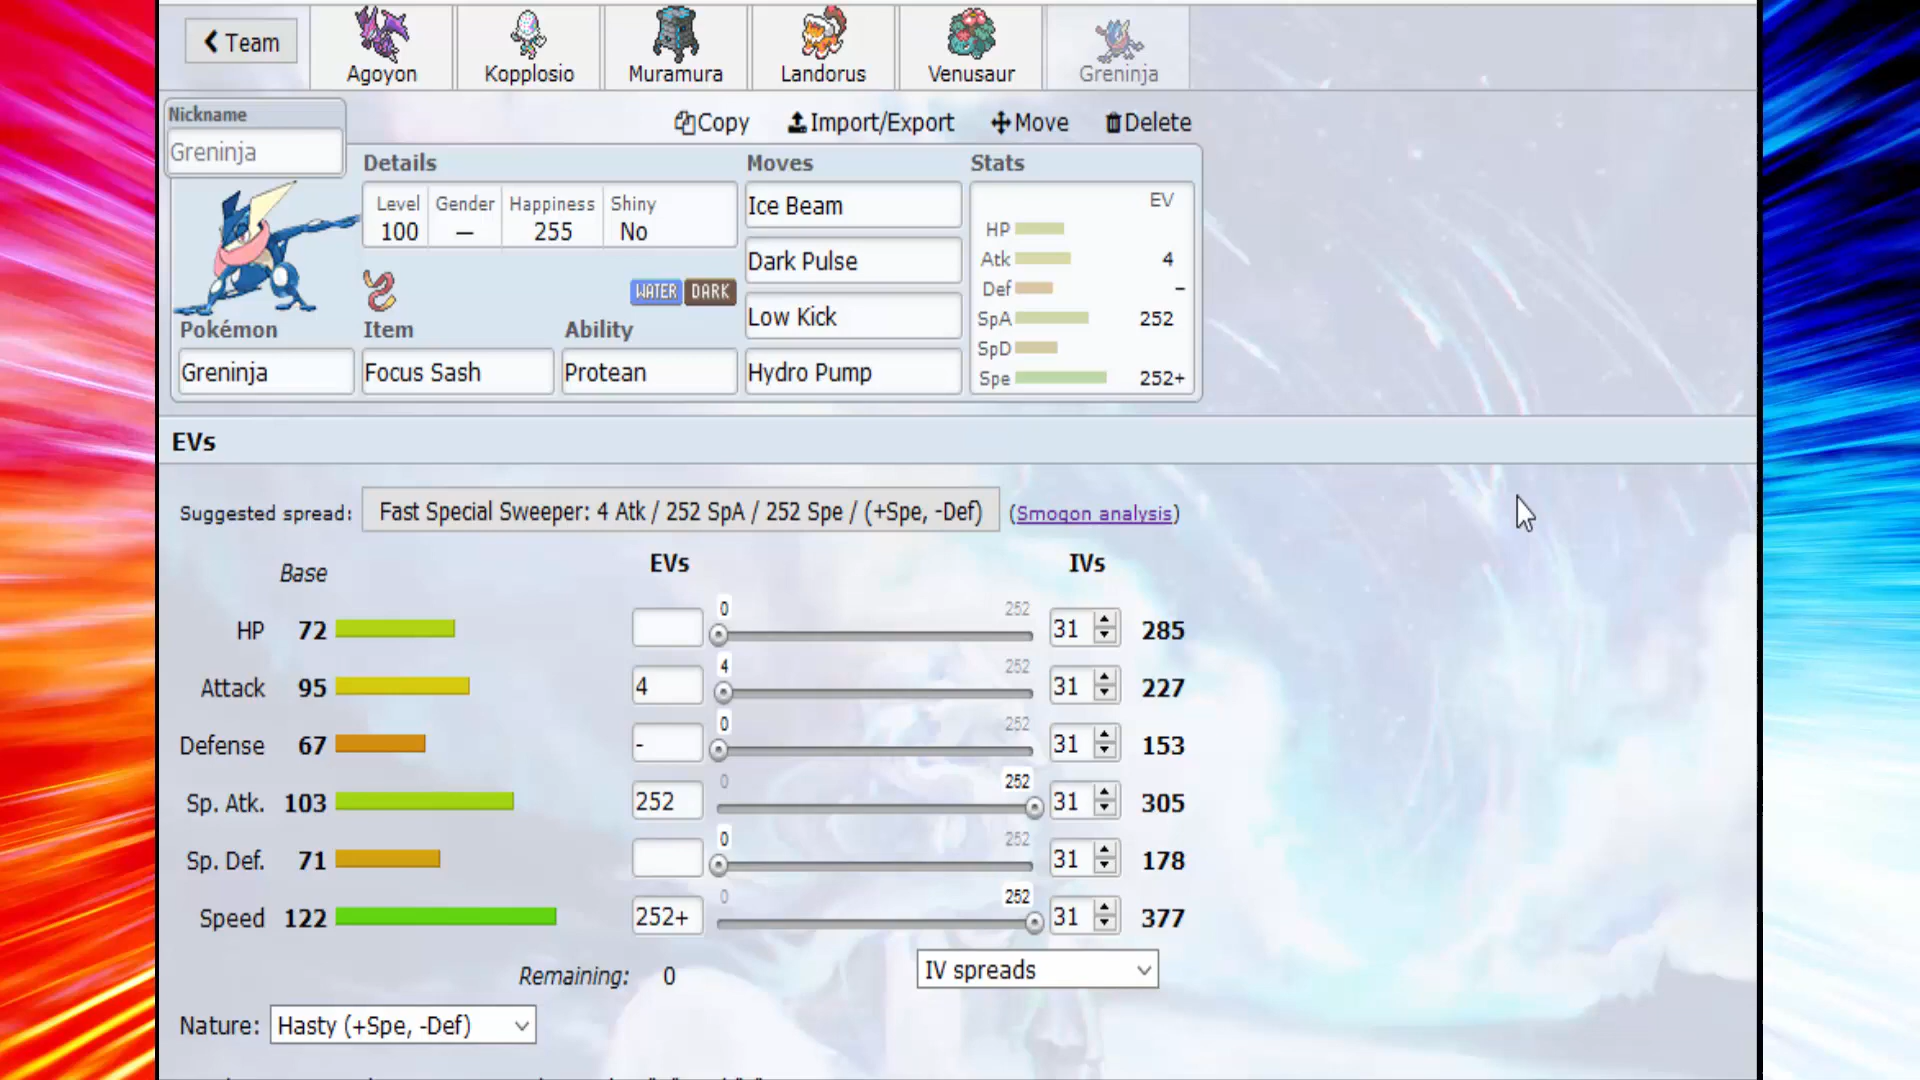 Team
Agoyon
Kopplosio
Muramura
Landorus
Venusaur
Greninja
Nickname
Greninja
Copy
Import/Export
Move
Delete
Details
Moves
Stats
Level
Gender
Happiness
Shiny
100
—
255
No
WATER
DARK
Pokémon
Item
Ability
Greninja
Focus Sash
Protean
Ice Beam
Dark Pulse
Low Kick
Hydro Pump
EV
HP
Atk 4
Def -
SpA 252
SpD
Spe 252+
EVs
Suggested spread: Fast Special Sweeper: 4 Atk / 252 SpA / 252 Spe / (+Spe, -Def) (Smogon analysis)
Base EVs IVs
0 252
HP 72 31 285
4 252
Attack 95 4 31 227
0 252
Defense 67 - 31 153
0 252
Sp. Atk. 103 252 31 305
0 252
Sp. Def. 71 31 178
0 252
Speed 122 252+ 31 377
Remaining: 0
IV spreads
Nature: Hasty (+Spe, -Def)